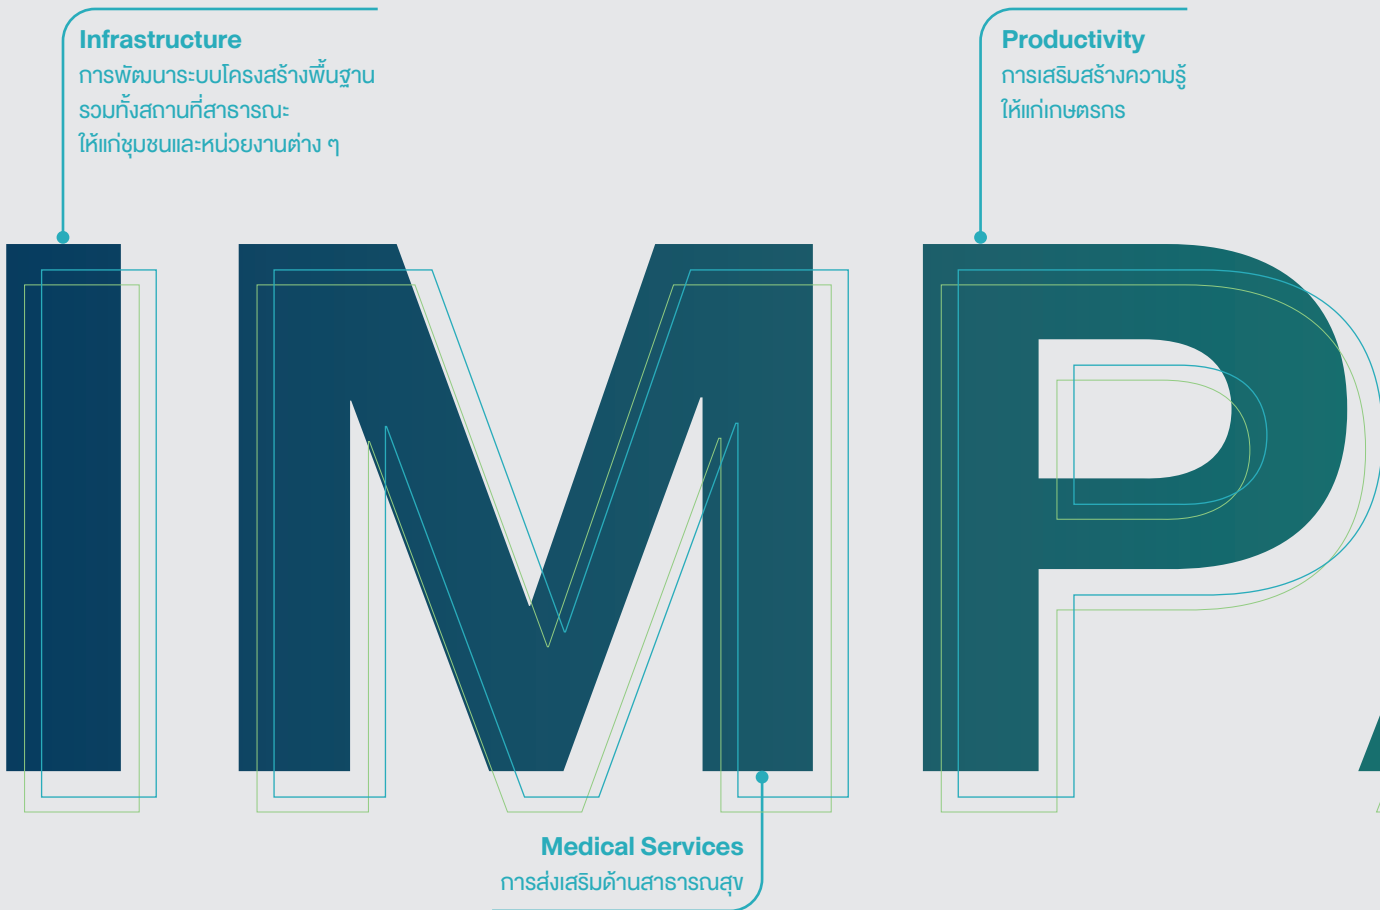 Infrastructure
การพัฒนาระบบโครงสร้างพื้นฐาน
รวมทั้งสถานที่สาธารณะ
ให้แก่ชุมชนและหน่วยงานต่าง ๆ
Productivity
การเสริมสร้างความรู้
ให้แก่เกษตรกร
IMP
Medical Services
การส่งเสริมด้านสาธารณสุข